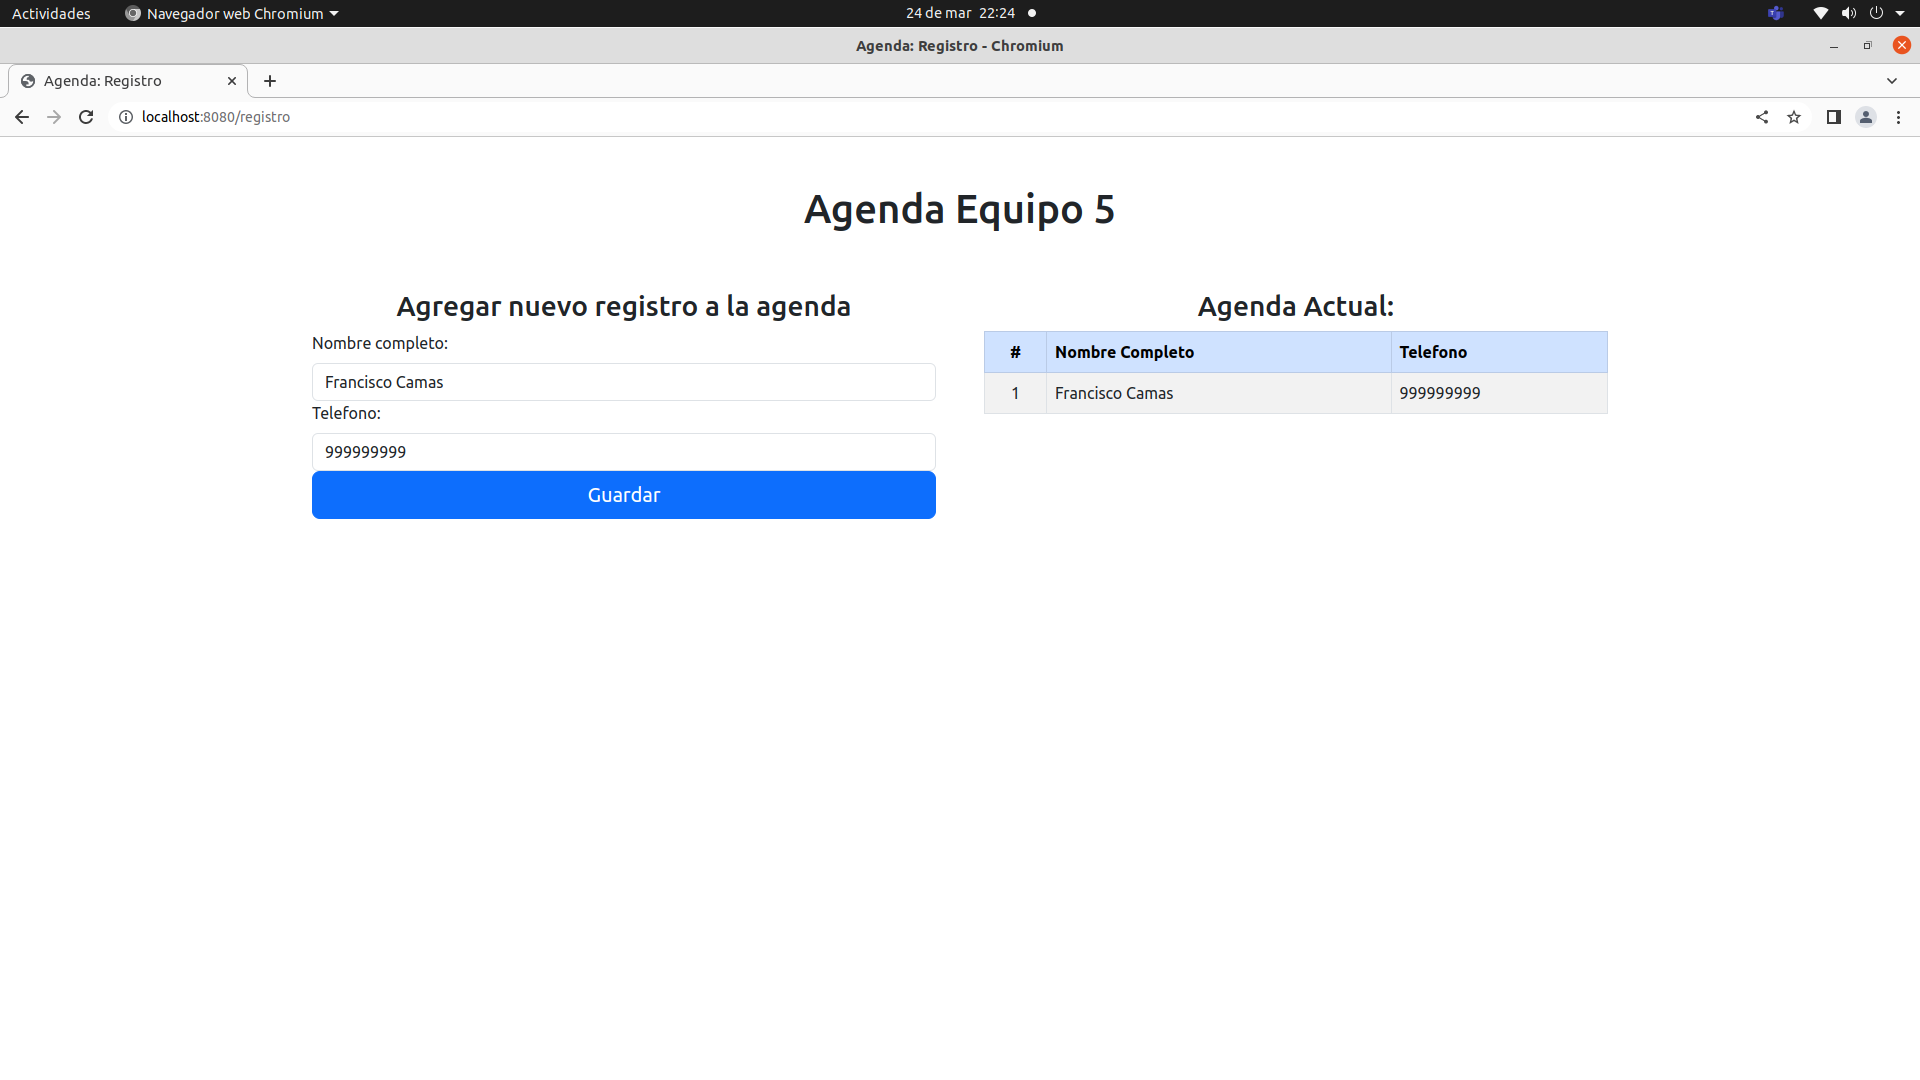 Actividades
Navegador web Chromium
24 de mar 22:24
Agenda: Registro - Chromium
Agenda: Registro
localhost:8080/registro
Agenda Equipo 5
Agregar nuevo registro a la agenda
Nombre completo:
Francisco Camas
Telefono:
999999999
Guardar
Agenda Actual:
# Nombre Completo Telefono
1 Francisco Camas 999999999